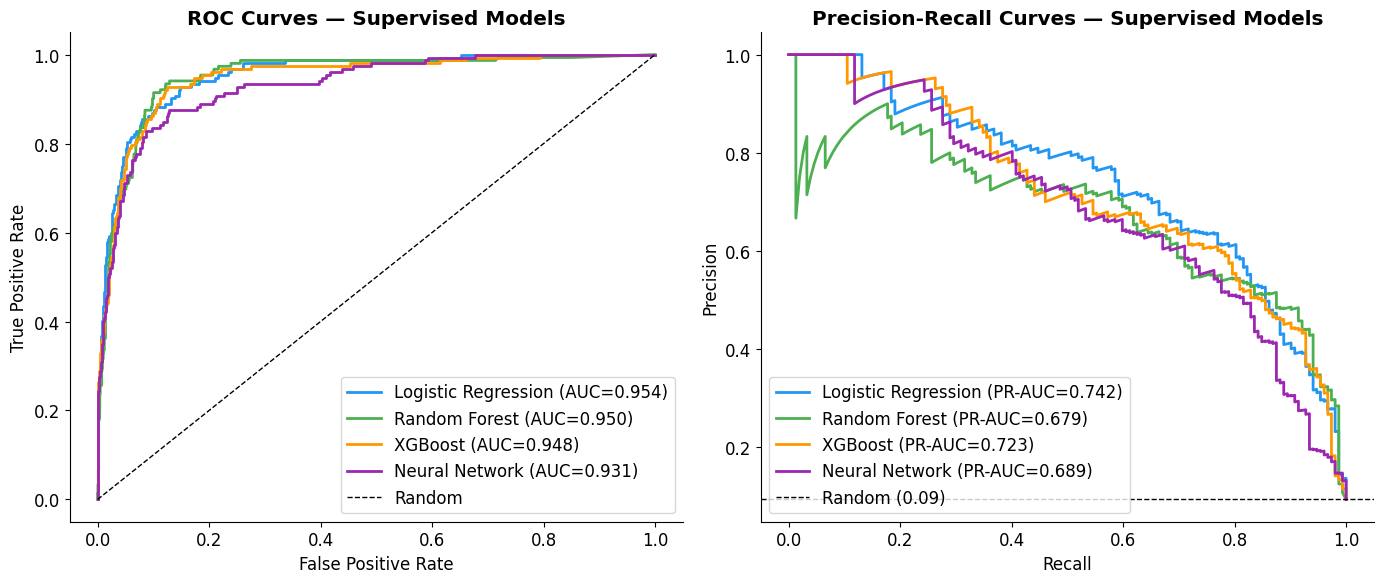 ROC Curves — Supervised Models
True Positive Rate
1.0
0.8
0.6
0.4
0.2
0.0
Logistic Regression (AUC=0.954)
Random Forest (AUC=0.950)
XGBoost (AUC=0.948)
Neural Network (AUC=0.931)
Random
0.0 0.2 0.4 0.6 0.8 1.0
False Positive Rate
Precision-Recall Curves — Supervised Models
Precision
1.0
0.8
0.6
0.4
0.2
Logistic Regression (PR-AUC=0.742)
Random Forest (PR-AUC=0.679)
XGBoost (PR-AUC=0.723)
Neural Network (PR-AUC=0.689)
Random (0.09)
0.0 0.2 0.4 0.6 0.8 1.0
Recall